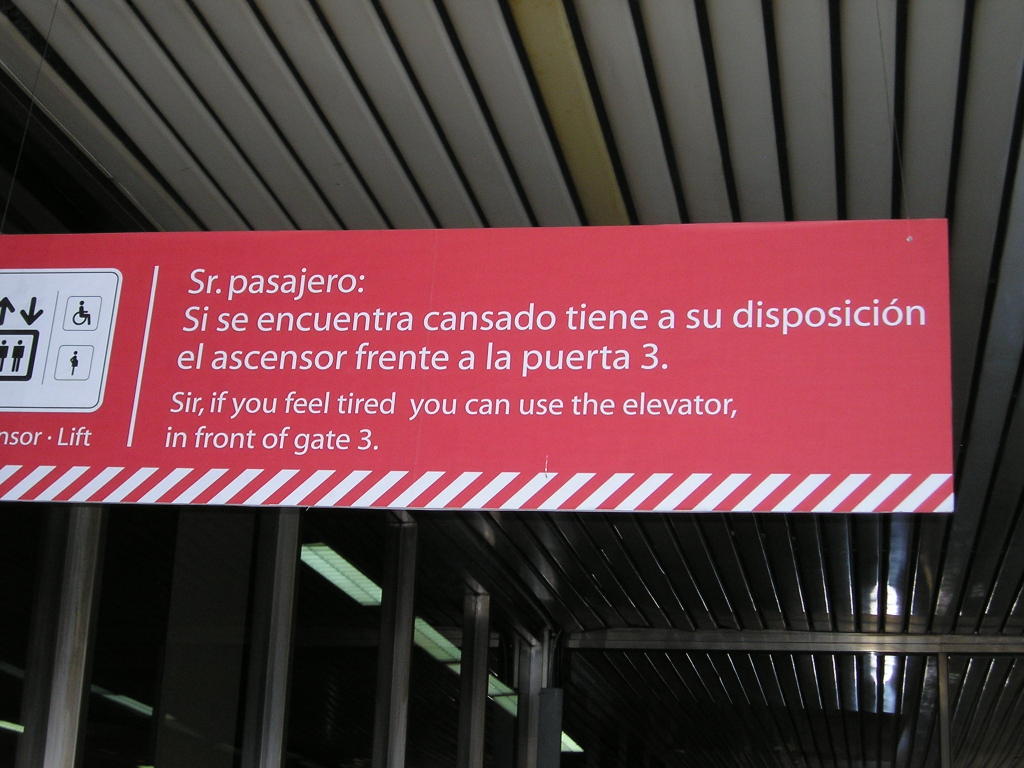 Sr. pasajero:
Si se encuentra cansado tiene a su disposición
el ascensor frente a la puerta 3.
Sir, if you feel tired you can use the elevator,
in front of gate 3.
· Lift